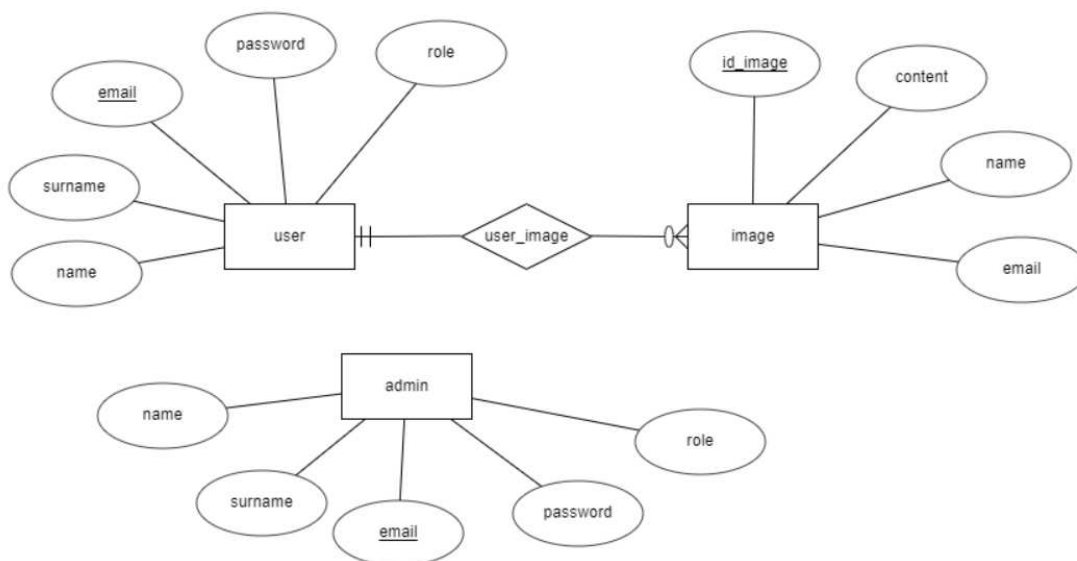 password
role
email
surname
name
user
user_image
id_image
content
name
email
image
admin
name
surname
email
password
role